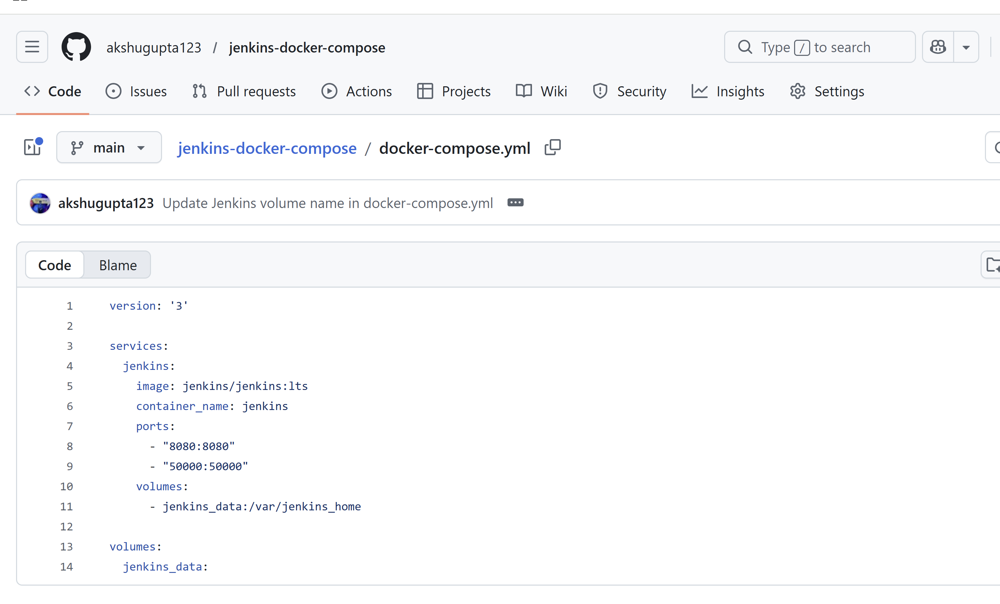 akshugupta123 / jenkins-docker-compose
Type / to search
Code Issues Pull requests Actions Projects Wiki Security Insights Settings
main jenkins-docker-compose / docker-compose.yml
akshugupta123 Update Jenkins volume name in docker-compose.yml
Code Blame
1 version: '3'
2
3 services:
4   jenkins:
5     image: jenkins/jenkins:lts
6     container_name: jenkins
7     ports:
8       - "8080:8080"
9       - "50000:50000"
10     volumes:
11       - jenkins_data:/var/jenkins_home
12
13 volumes:
14   jenkins_data: